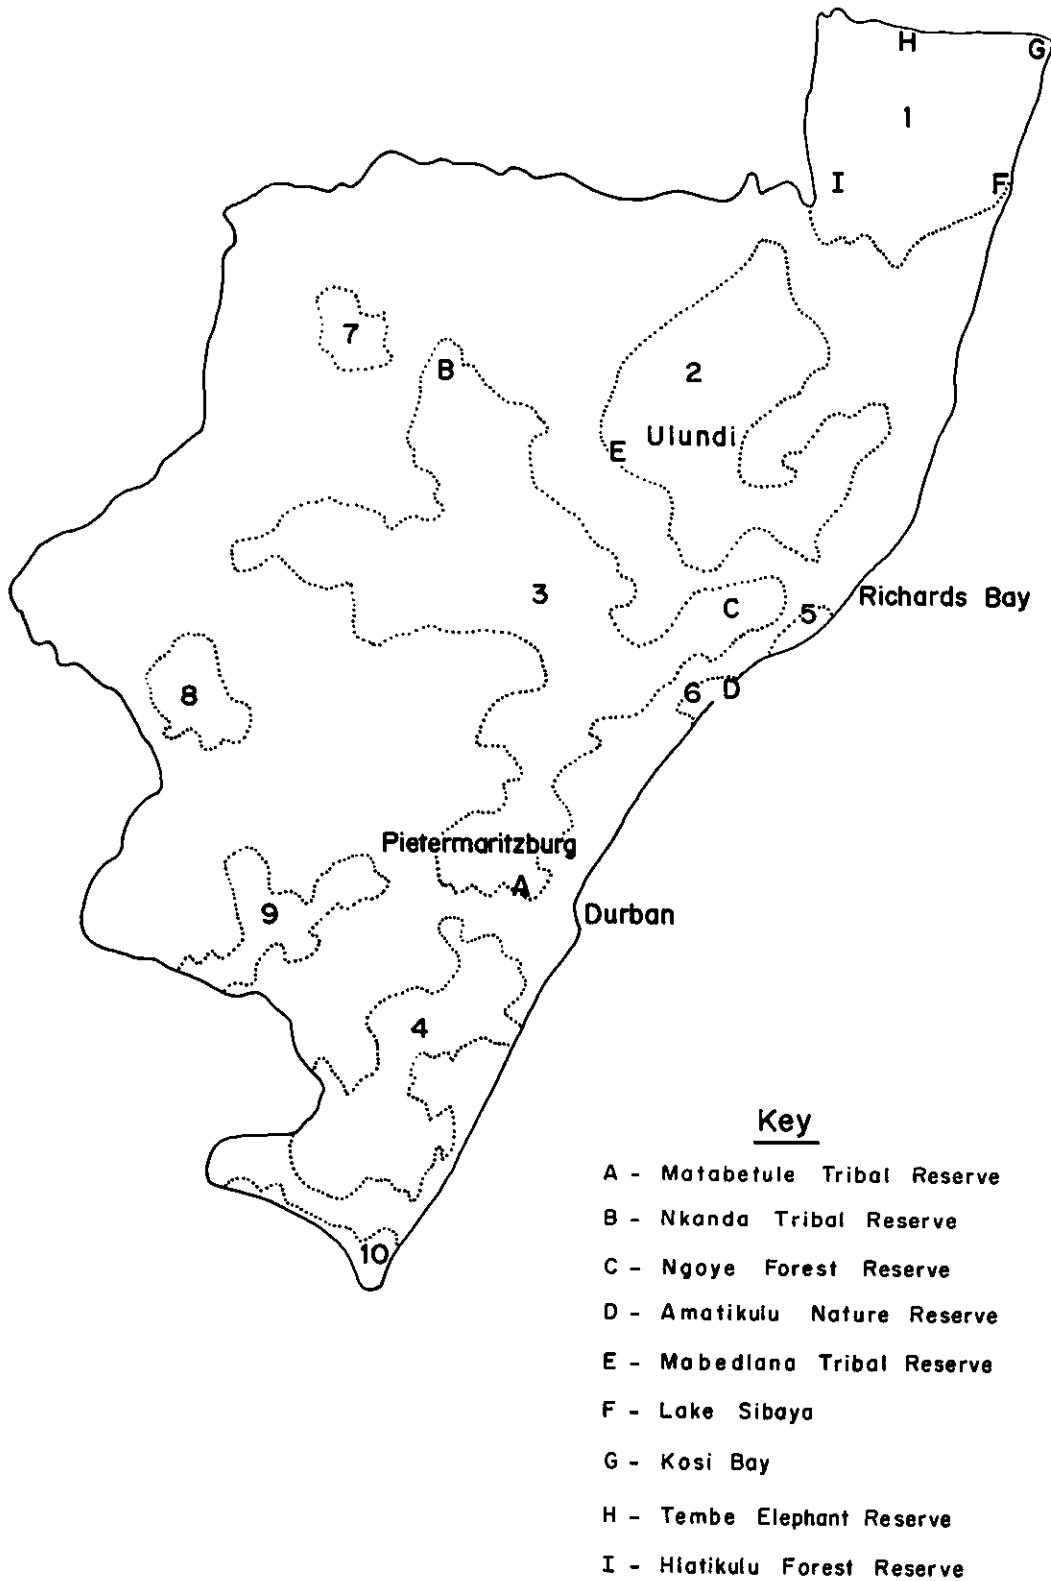 H
G
1
I
F
7
B
2
Ulundi
E
3
C
5
Richards Bay
8
6
D
Pietermaritzburg
A
9
Durban
4
10
Key
A - Matabetule Tribal Reserve
B - Nkanda Tribal Reserve
C - Ngoye Forest Reserve
D - Amatikulu Nature Reserve
E - Mabedlana Tribal Reserve
F - Lake Sibaya
G - Kosi Bay
H - Tembe Elephant Reserve
I - Hlatikulu Forest Reserve